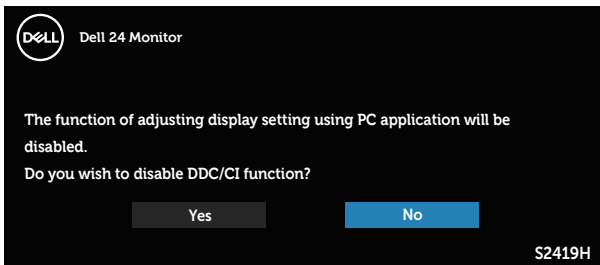 DELL
Dell 24 Monitor
The function of adjusting display setting using PC application will be
disabled.
Do you wish to disable DDC/CI function?
Yes No
S2419H